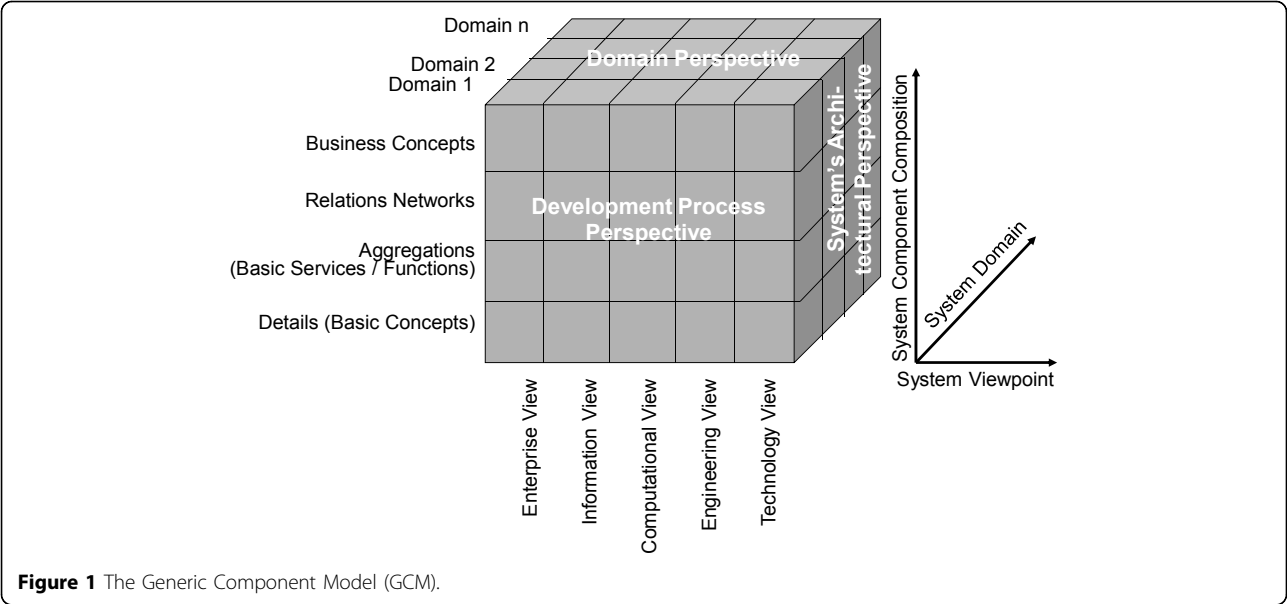 Domain n
Domain 2
Domain 1
Domain Perspective
Business Concepts
Relations Networks
Aggregations
(Basic Services / Functions)
Details (Basic Concepts)
Development Process
Perspective
System's Archi-
tectural Perspective
Enterprise View
Information View
Computational View
Engineering View
Technology View
System Component Composition
System Domain
System Viewpoint
Figure 1 The Generic Component Model (GCM).